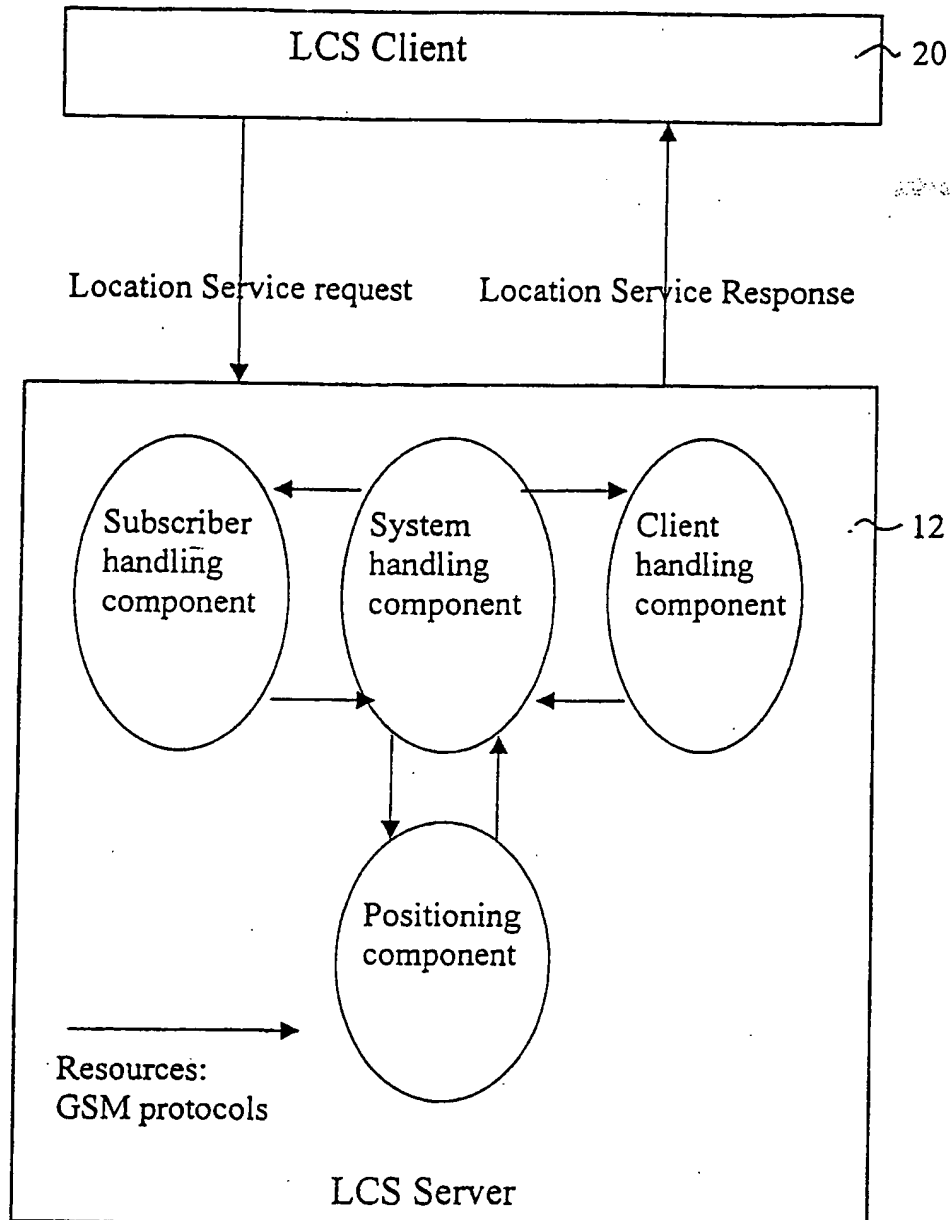 LCS Client
20
Location Service request
Location Service Response
Subscriber
handling
component
System
handling
component
Client
handling
component
12
Positioning
component
Resources:
GSM protocols
LCS Server